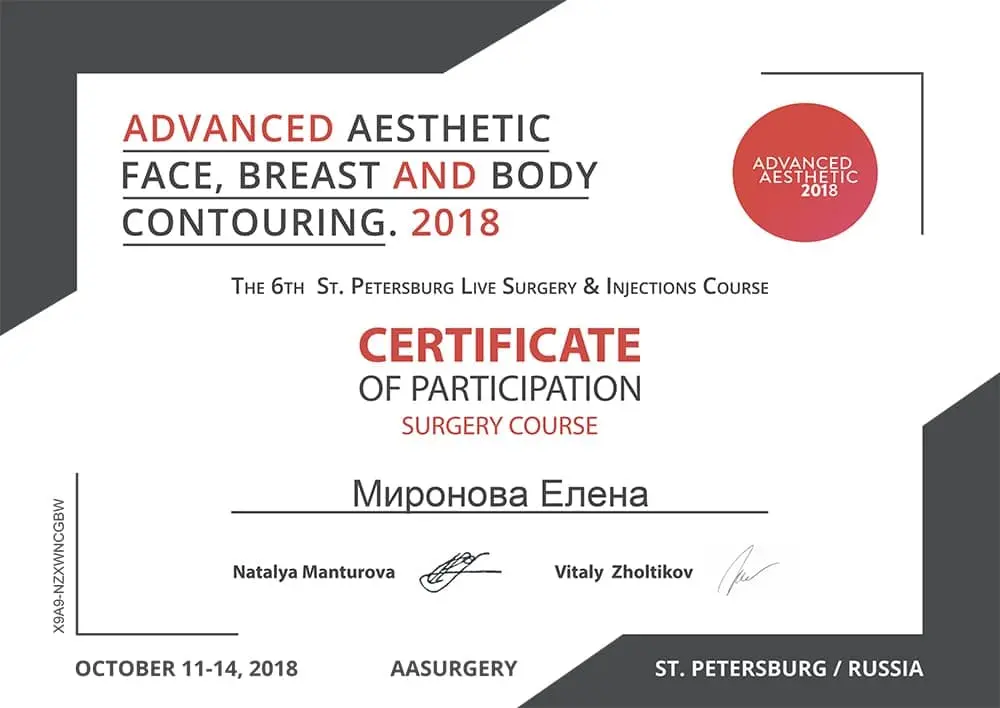 ADVANCED AESTHETIC
FACE, BREAST AND BODY
CONTOURING. 2018
ADVANCED
AESTHETIC
2018
The 6th St. Petersburg Live Surgery & Injections Course
CERTIFICATE
OF PARTICIPATION
SURGERY COURSE
Миронова Елена
Natalya Manturova
Vitaly Zholtikov
X9A9-NZXWNCGBW
OCTOBER 11-14, 2018
AASURGERY
ST. PETERSBURG / RUSSIA